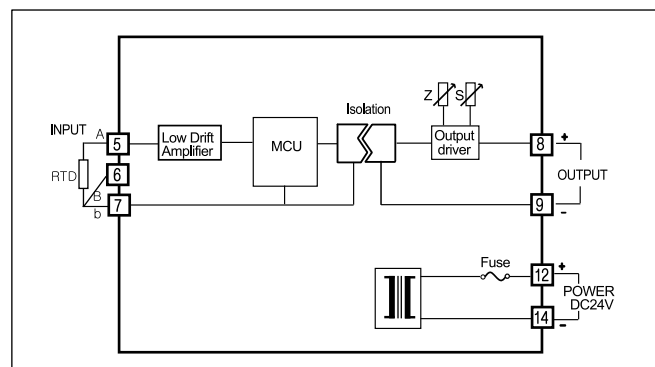 Z S
Isolation
INPUT A 5 Low Drift
Amplifier MCU Output
driver 8 +
RTD 6 OUTPUT
B
b 7 9 -
Fuse 12 +
POWER
DC24V
14 -